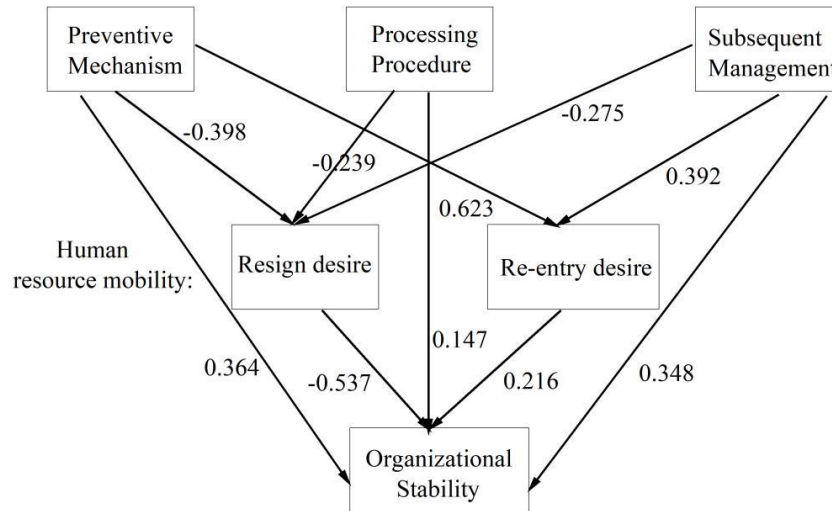 Preventive
Mechanism
Processing
Procedure
Subsequent
Management
-0.398
-0.239
-0.275
0.623
0.392
Human
resource mobility:
Resign desire
Re-entry desire
0.364
-0.537
0.147
0.216
0.348
Organizational
Stability